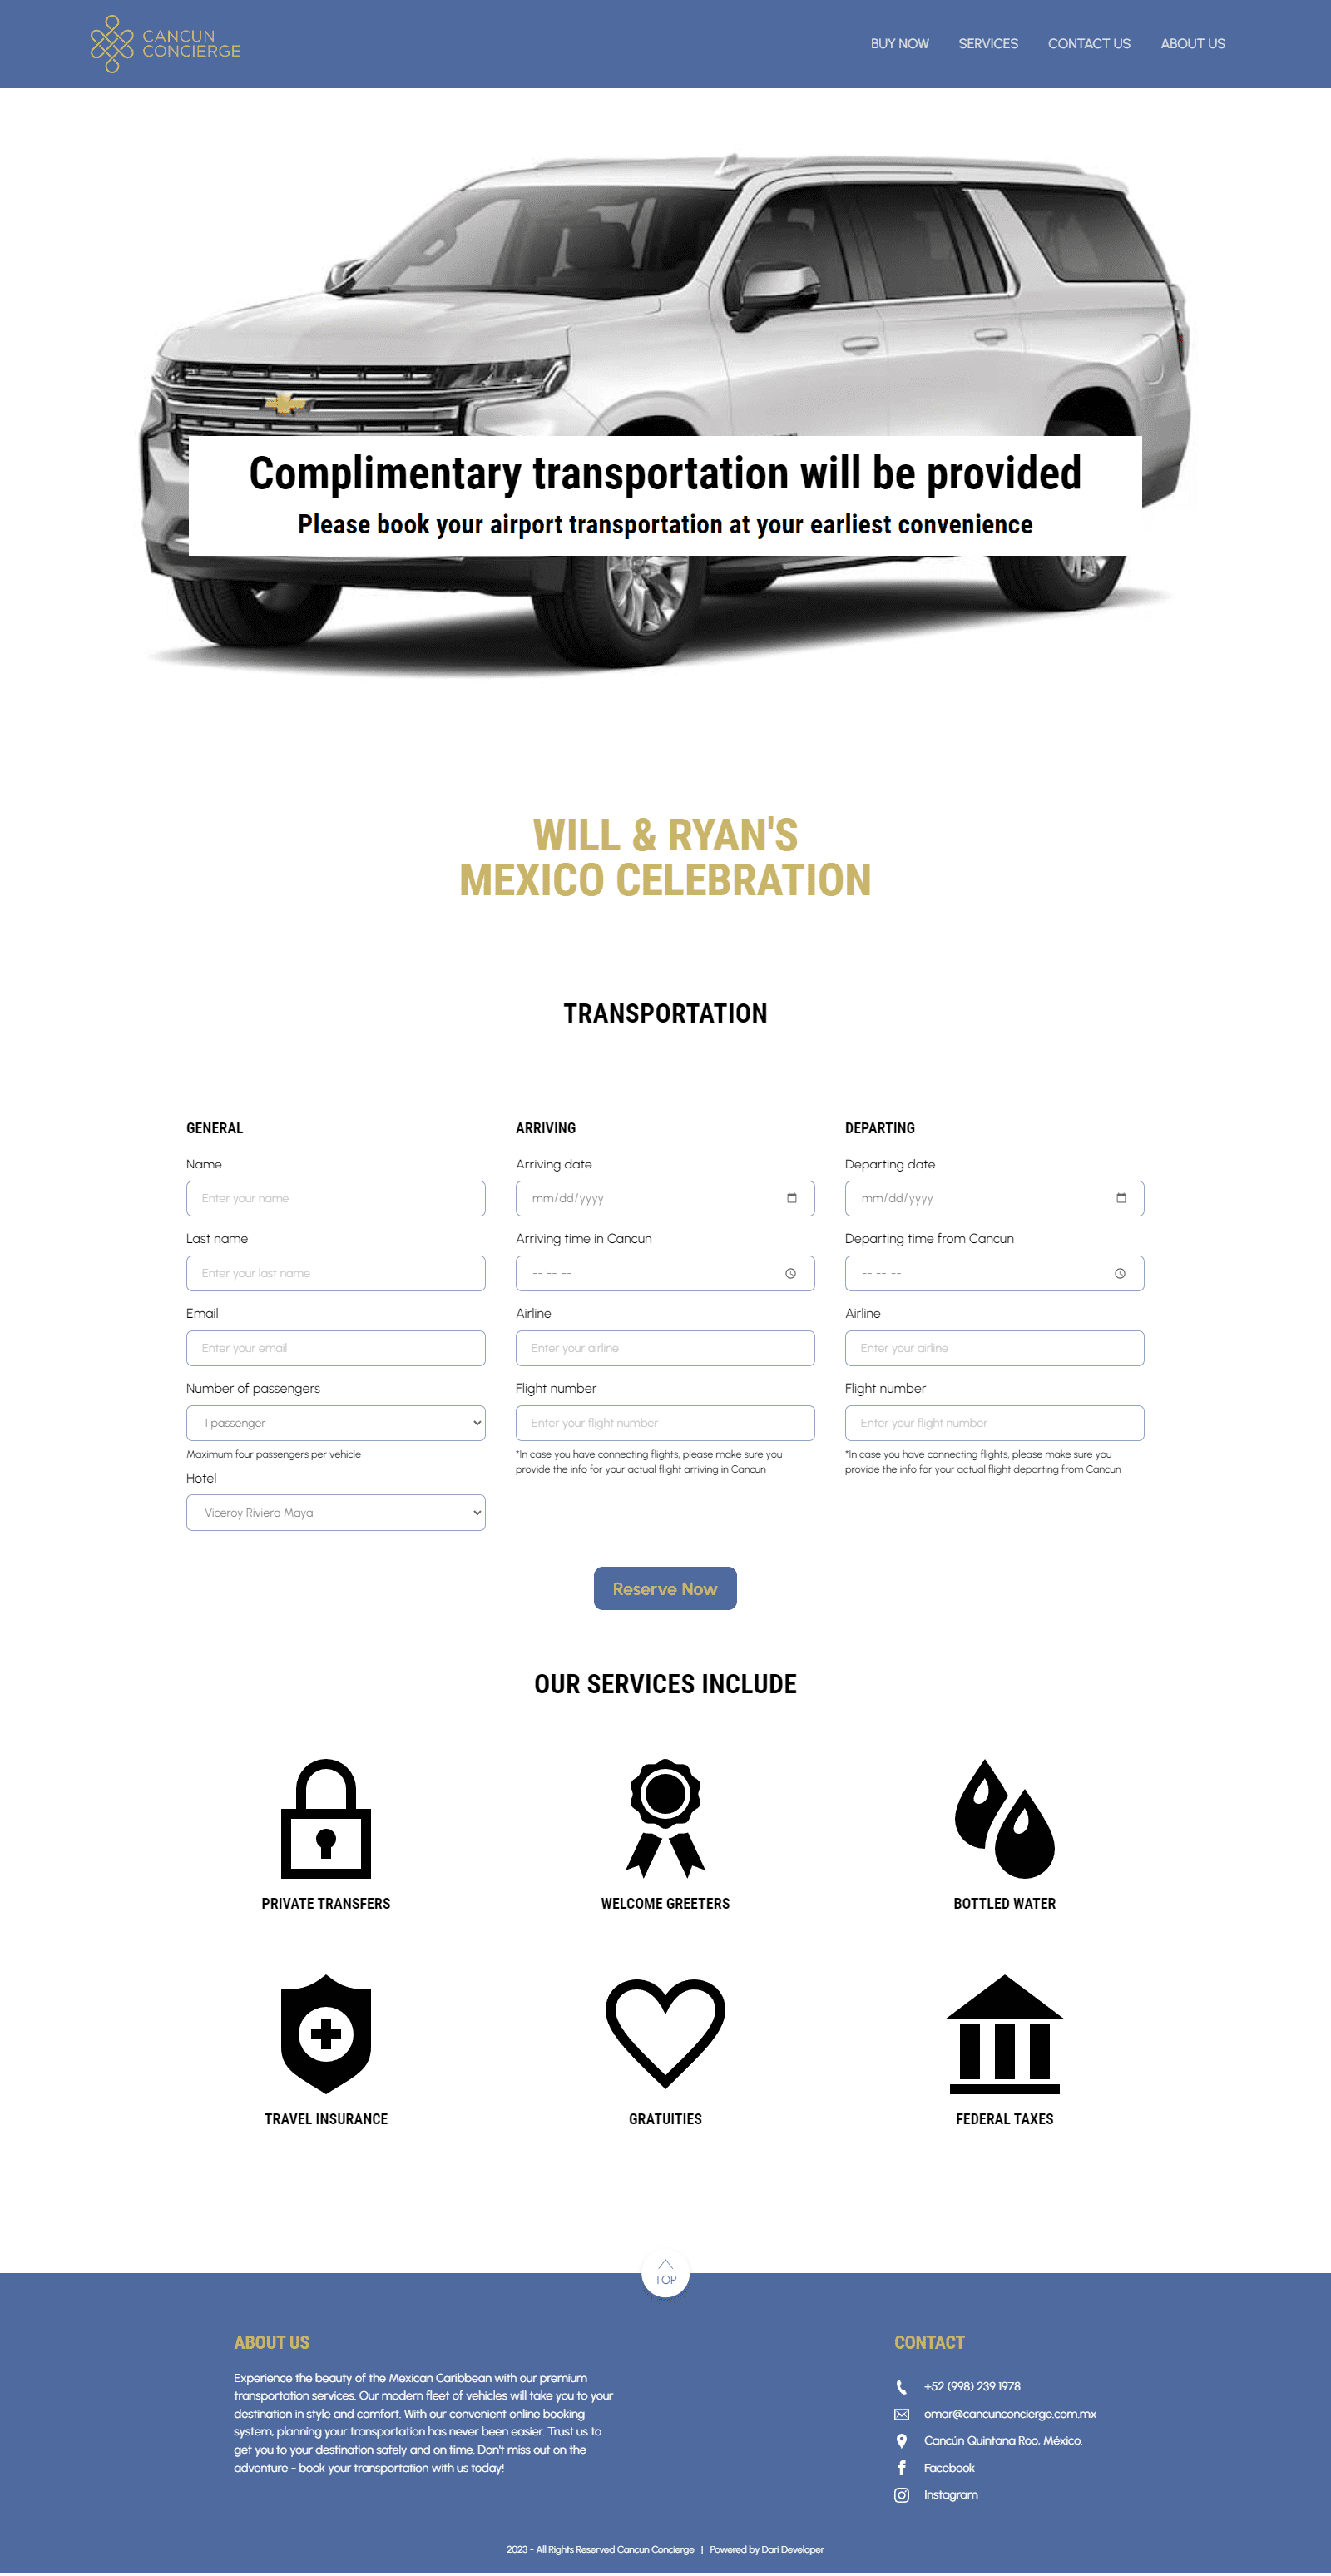 CANCUN
CONCIERGE
BUY NOW SERVICES CONTACT US ABOUT US
Complimentary transportation will be provided
Please book your airport transportation at your earliest convenience
WILL & RYAN'S
MEXICO CELEBRATION
TRANSPORTATION
GENERAL
Name
Enter your name
Last name
Enter your last name
Email
Enter your email
Number of passengers
1 passenger
Maximum four passengers per vehicle
Hotel
Viceroy Riviera Maya
ARRIVING
Arriving date
mm/dd/yyyy
Arriving time in Cancun
--:-- --
Airline
Enter your airline
Flight number
Enter your flight number
*In case you have connecting flights, please make sure you
provide the info for your actual flight arriving in Cancun
DEPARTING
Departing date
mm/dd/yyyy
Departing time from Cancun
--:-- --
Airline
Enter your airline
Flight number
Enter your flight number
*In case you have connecting flights, please make sure you
provide the info for your actual flight departing from Cancun
Reserve Now
OUR SERVICES INCLUDE
PRIVATE TRANSFERS
WELCOME GREETERS
BOTTLED WATER
TRAVEL INSURANCE
GRATUITIES
FEDERAL TAXES
TOP
ABOUT US
Experience the beauty of the Mexican Caribbean with our premium
transportation services. Our modern fleet of vehicles will take you to your
destination in style and comfort. With our convenient online booking
system, planning your transportation has never been easier. Trust us to
get you to your destination safely and on time. Don't miss out on the
adventure - book your transportation with us today!
CONTACT
+52 (998) 239 1978
omar@cancunconcierge.com.mx
Cancún Quintana Roo, México.
Facebook
Instagram
2023 - All Rights Reserved Cancun Concierge | Powered by Dari Developer